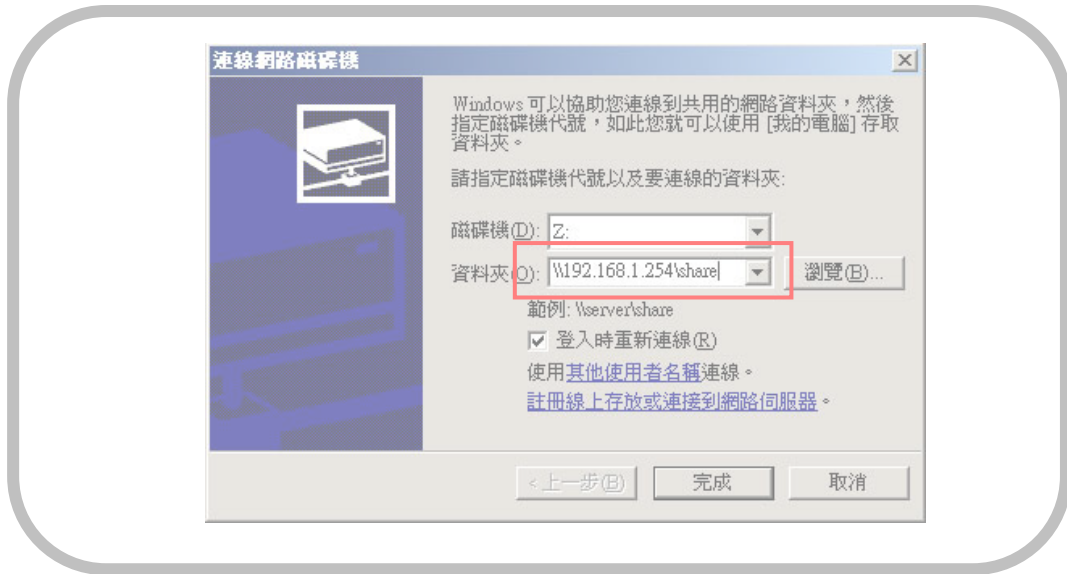 連線網路磁碟機
Windows 可以協助您連線到共用的網路資料夾，然後
指定磁碟機代號，如此您就可以使用 [我的電腦] 存取
資料夾。
請指定磁碟機代號以及要連線的資料夾:
磁碟機(D): Z:
資料夾(O): \\192.168.1.254\share 瀏覽(B)...
範例: \\server\share
登入時重新連線(R)
使用其他使用者名稱連線。
註冊線上存放或連接到網路伺服器。
<上一步(B) 完成 取消